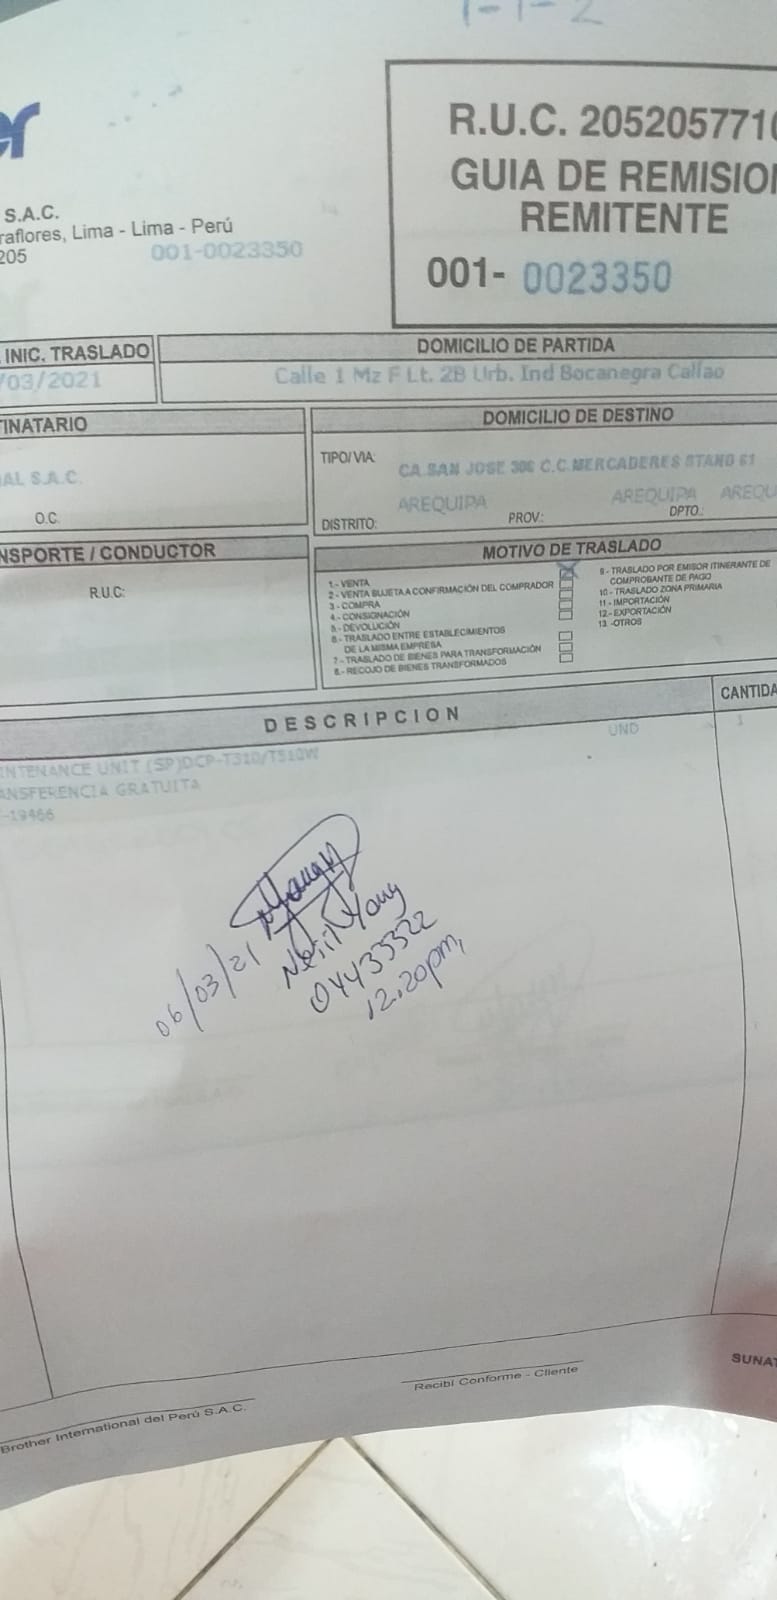 1-1-2
er
R.U.C. 2052057710
S.A.C.
GUIA DE REMISION
raflores, Lima - Lima - Perú
REMITENTE
205
001-0023350
001- 0023350
INIC. TRASLADO
DOMICILIO DE PARTIDA
/03/2021
Calle 1 Mz F Lt. 2B Urb. Ind Bocanegra Callao
INATARIO
DOMICILIO DE DESTINO
AL S.A.C.
TIPO/VIA:
CA.SAN JOSE 306 C.C.MERCADERES STAND 61
AREQUIPA
AREQUIPA
AREQU
O.C.
DISTRITO:
PROV.:
DPTO.:
NSPORTE / CONDUCTOR
MOTIVO DE TRASLADO
R.U.C:
1.- VENTA
2 - VENTA SUJETA A CONFIRMACIÓN DEL COMPRADOR
3 - COMPRA
4.- CONSIGNACIÓN
5 - DEVOLUCIÓN
6 - TRASLADO ENTRE ESTABLECIMIENTOS
DE LA MISMA EMPRESA
7 - TRASLADO DE BIENES PARA TRANSFORMACIÓN
8.- RECOJO DE BIENES TRANSFORMADOS
9 - TRASLADO POR EMISOR ITINERANTE DE
COMPROBANTE DE PAGO
10 - TRASLADO ZONA PRIMARIA
11 - IMPORTACIÓN
12.- EXPORTACIÓN
13 -OTROS
DESCRIPCION
CANTIDA
INTENANCE UNIT (SP)DCP-T310/T510W
UND
1
ANSFERENCIA GRATUITA
-19466
06/03/21
Yong
04433322
12:20pm,
Brother International del Perú S.A.C.
Recibí Conforme - Cliente
SUNAT